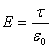 E = τ / ε₀